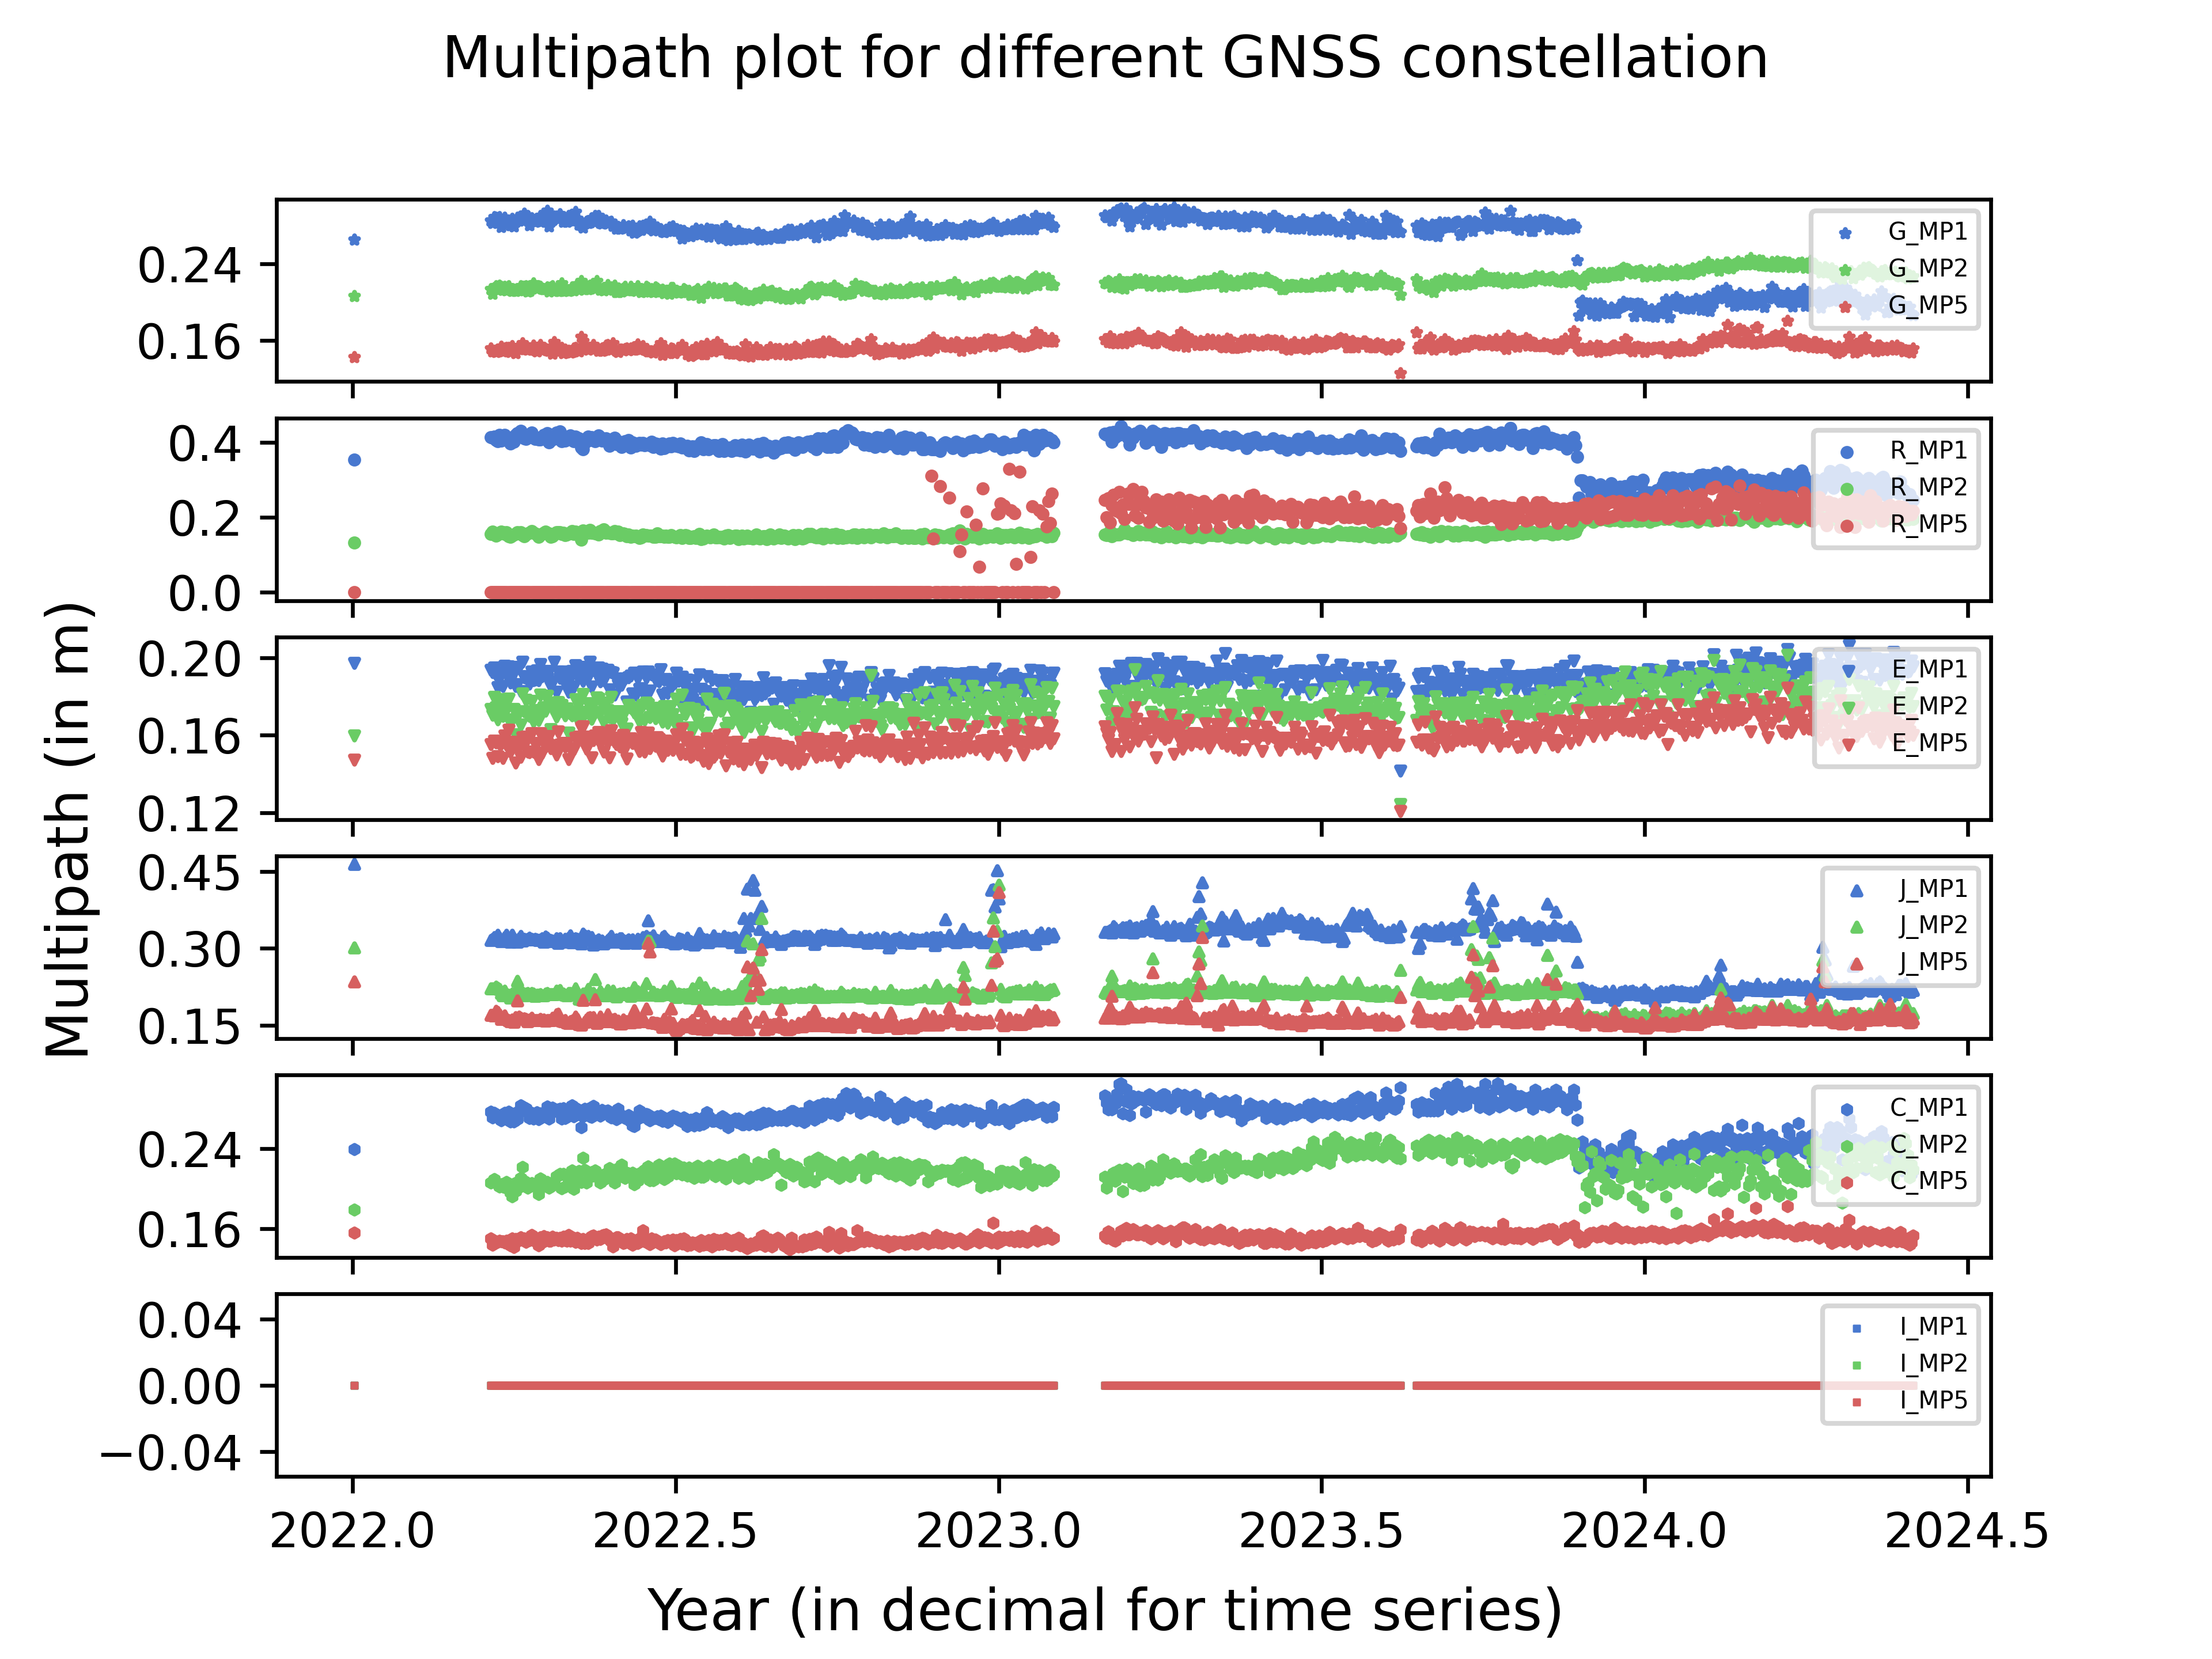 Multipath plot for different GNSS constellation
Multipath (in m)
0.24
0.16
G_MP1
G_MP2
G_MP5
0.4
0.2
0.0
R_MP1
R_MP2
R_MP5
0.20
0.16
0.12
E_MP1
E_MP2
E_MP5
0.45
0.30
0.15
J_MP1
J_MP2
J_MP5
0.24
0.16
C_MP1
C_MP2
C_MP5
0.04
0.00
−0.04
I_MP1
I_MP2
I_MP5
2022.0 2022.5 2023.0 2023.5 2024.0 2024.5
Year (in decimal for time series)